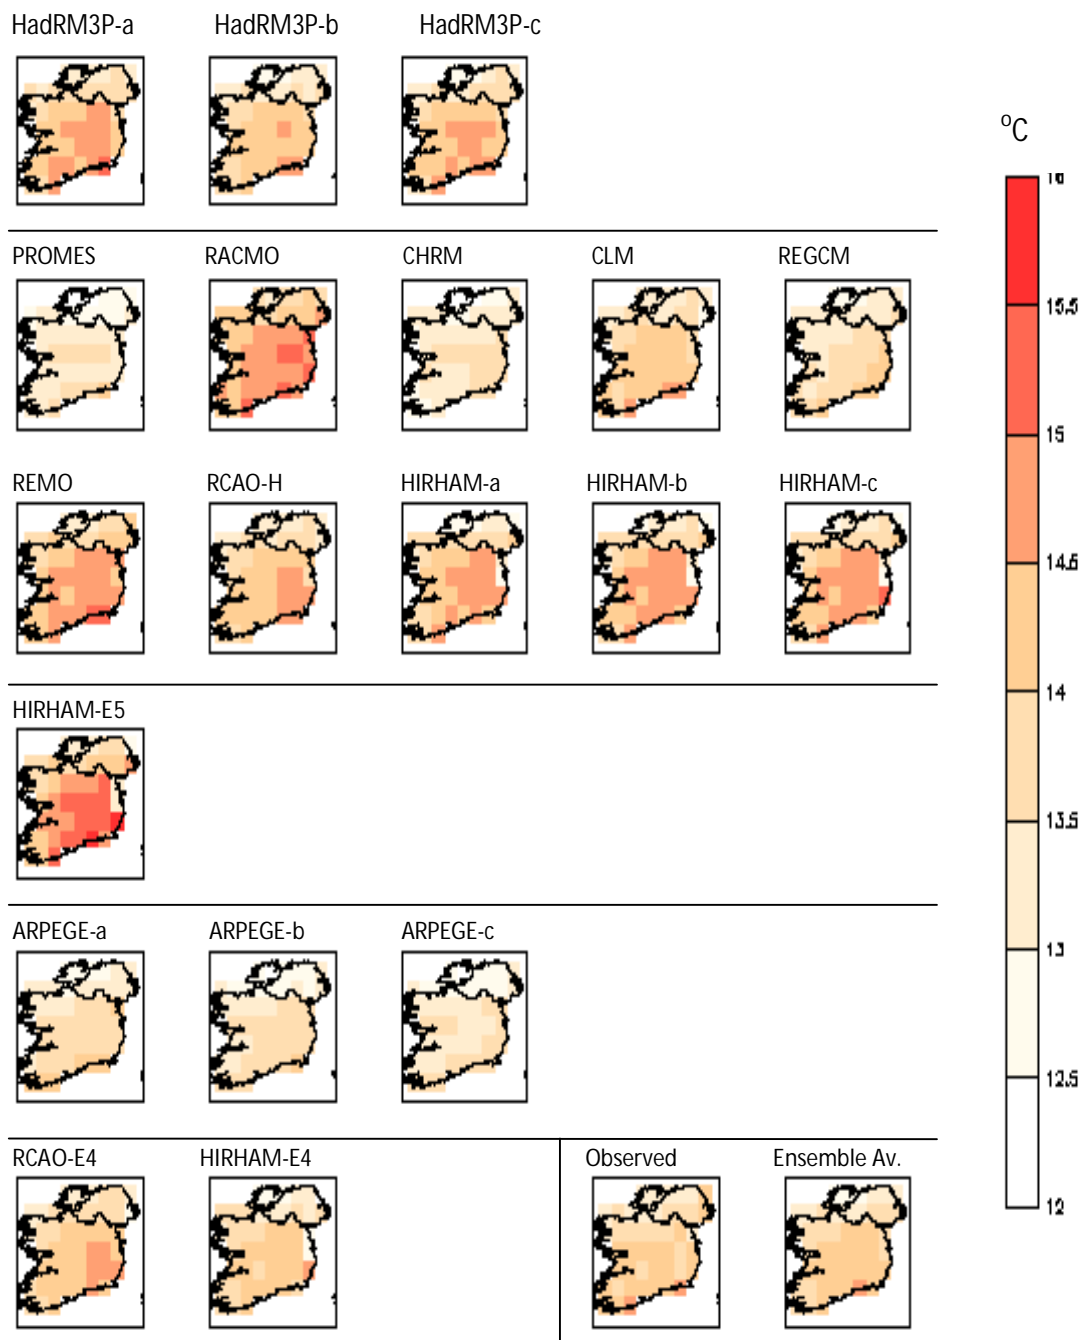 HadRM3P-a HadRM3P-b HadRM3P-c
°C
16
PROMES RACMO CHRM CLM REGCM
15.5
15
REMO RCAO-H HIRHAM-a HIRHAM-b HIRHAM-c
14.5
14
HIRHAM-E5
13.5
ARPEGE-a ARPEGE-b ARPEGE-c
13
12.5
RCAO-E4 HIRHAM-E4 Observed Ensemble Av.
12